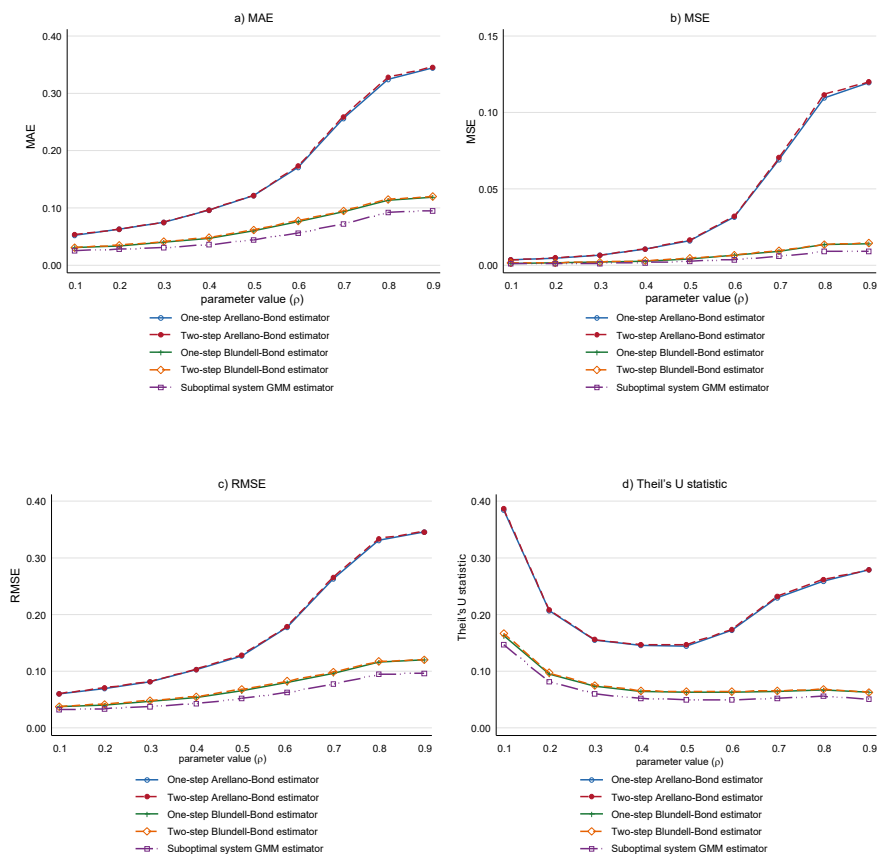 a) MAE
0.40
0.30
0.20
0.10
0.00
MAE
0.1 0.2 0.3 0.4 0.5 0.6 0.7 0.8 0.9
parameter value (ρ)
One-step Arellano-Bond estimator
Two-step Arellano-Bond estimator
One-step Blundell-Bond estimator
Two-step Blundell-Bond estimator
Suboptimal system GMM estimator
b) MSE
0.15
0.10
0.05
0.00
MSE
0.1 0.2 0.3 0.4 0.5 0.6 0.7 0.8 0.9
parameter value (ρ)
One-step Arellano-Bond estimator
Two-step Arellano-Bond estimator
One-step Blundell-Bond estimator
Two-step Blundell-Bond estimator
Suboptimal system GMM estimator
c) RMSE
0.40
0.30
0.20
0.10
0.00
RMSE
0.1 0.2 0.3 0.4 0.5 0.6 0.7 0.8 0.9
parameter value (ρ)
One-step Arellano-Bond estimator
Two-step Arellano-Bond estimator
One-step Blundell-Bond estimator
Two-step Blundell-Bond estimator
Suboptimal system GMM estimator
d) Theil's U statistic
0.40
0.30
0.20
0.10
0.00
Theil's U statistic
0.1 0.2 0.3 0.4 0.5 0.6 0.7 0.8 0.9
parameter value (ρ)
One-step Arellano-Bond estimator
Two-step Arellano-Bond estimator
One-step Blundell-Bond estimator
Two-step Blundell-Bond estimator
Suboptimal system GMM estimator